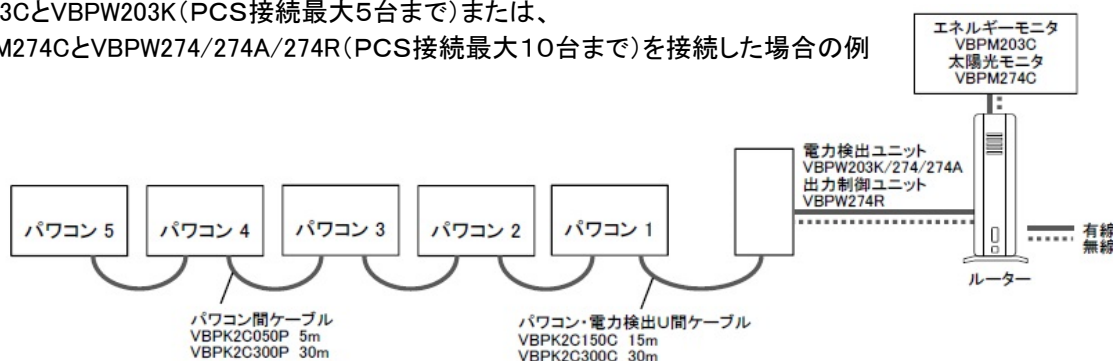 3CとVBPW203K(PCS接続最大5台まで)または、
M274CとVBPW274/274A/274R(PCS接続最大10台まで)を接続した場合の例
エネルギーモニタ
VBPM203C
太陽光モニタ
VBPM274C
電力検出ユニット
VBPW203K/274/274A
出力制御ユニット
VBPW274R
パワコン 5
パワコン 4
パワコン 3
パワコン 2
パワコン 1
有線
無線
ルーター
パワコン間ケーブル
VBPK2C050P 5m
VBPK2C300P 30m
パワコン・電力検出U間ケーブル
VBPK2C150C 15m
VBPK2C300C 30m